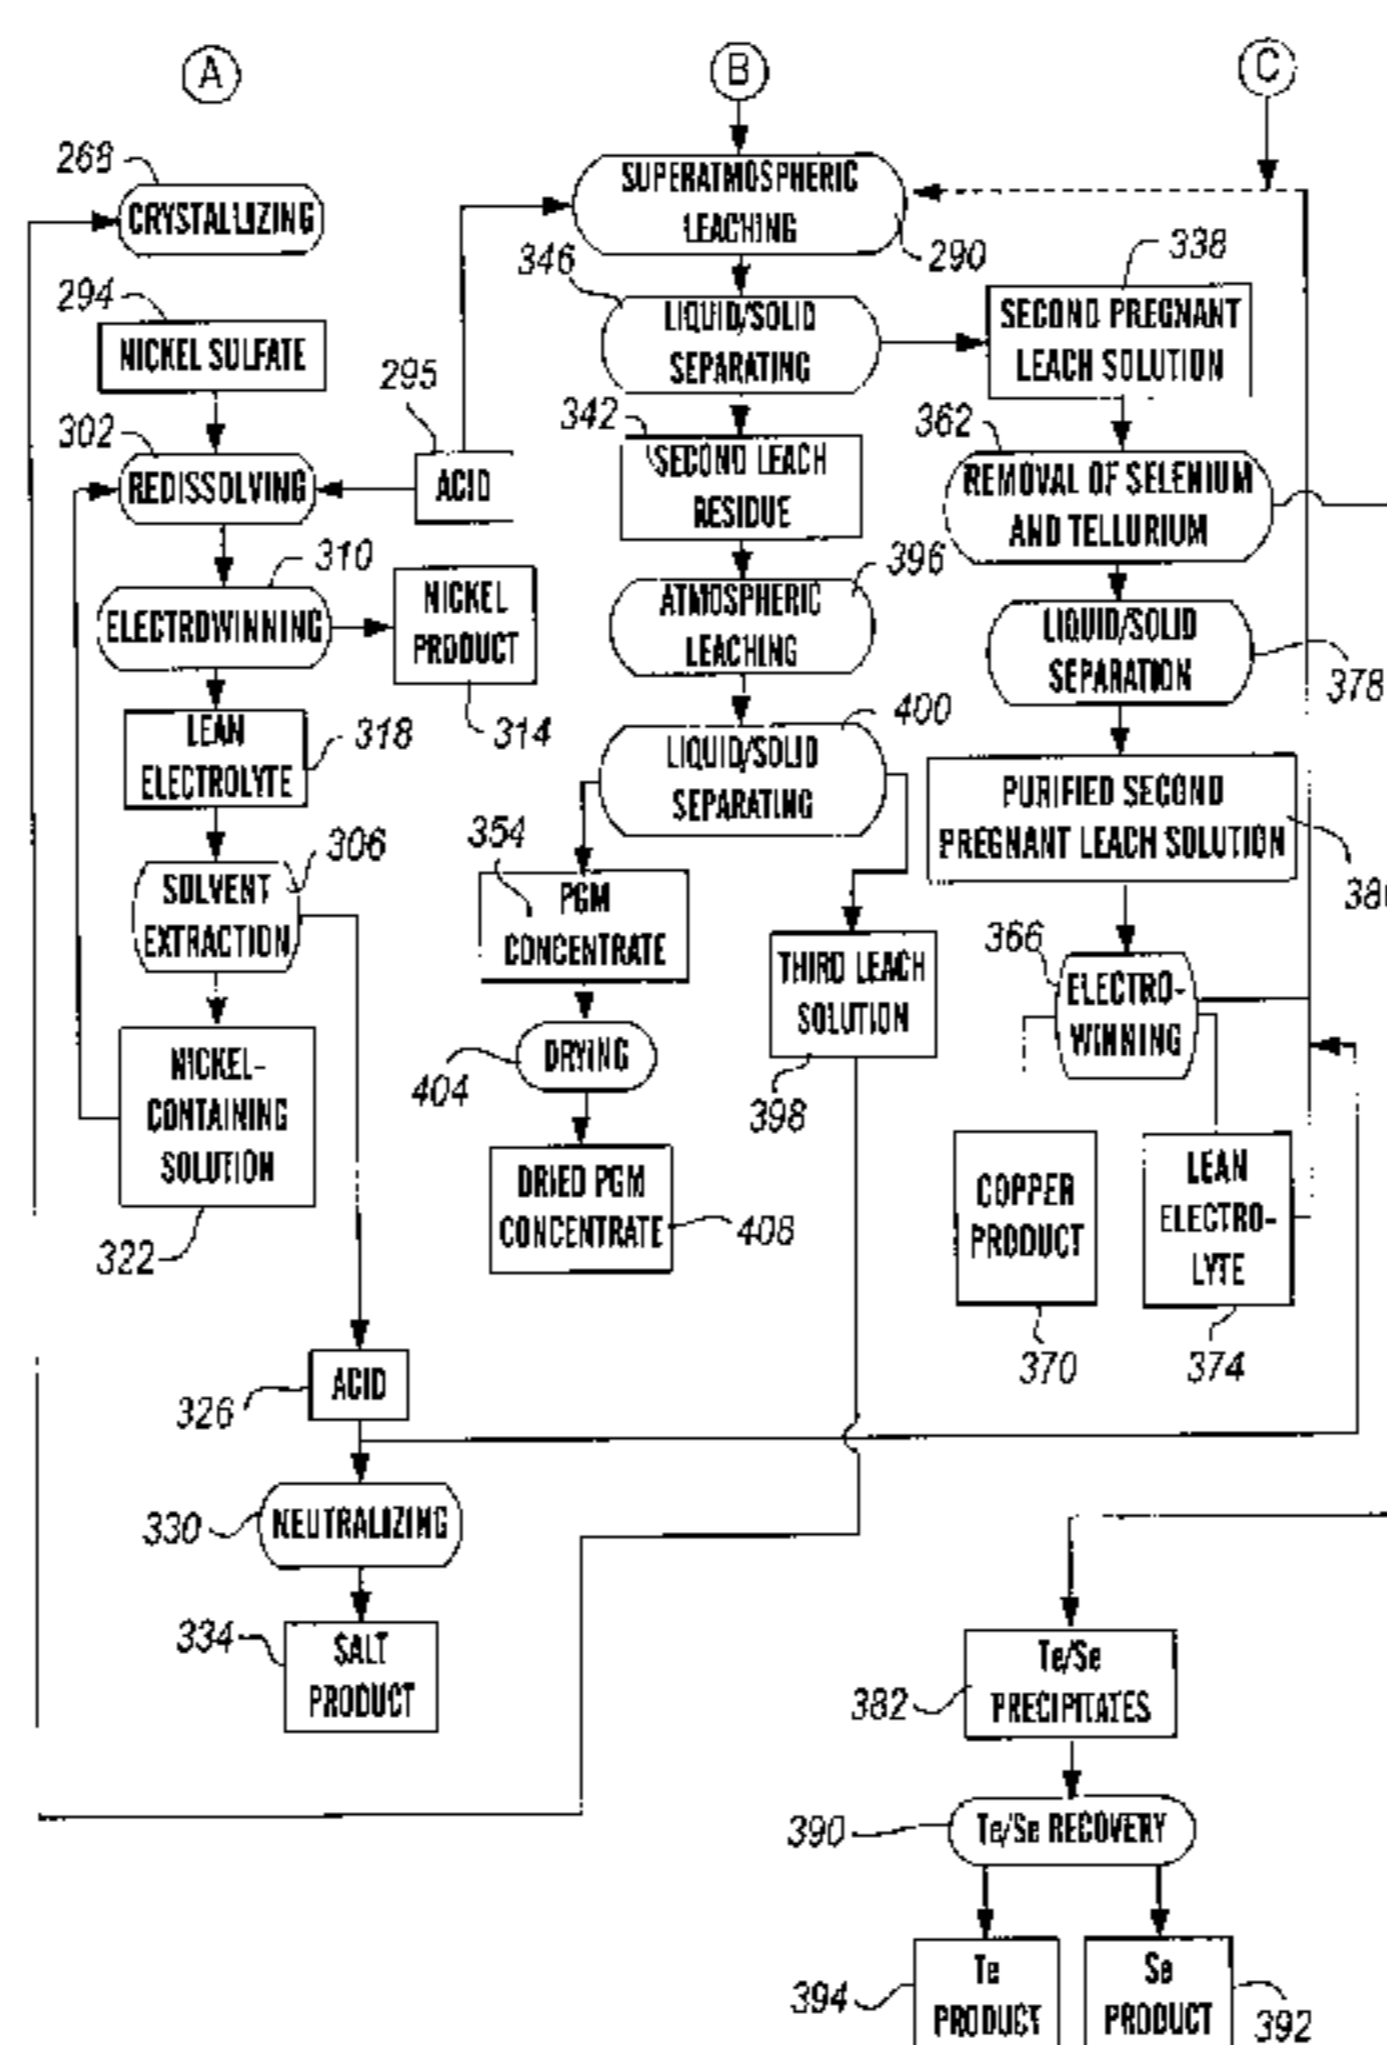 A
B
C
268
CRYSTALLIZING
SUPERATMOSPHERIC
LEACHING
290
294
NICKEL SULFATE
346
LIQUID/SOLID
SEPARATING
338
SECOND PREGNANT
LEACH SOLUTION
302
REDISSOLVING
295
ACID
342
SECOND LEACH
RESIDUE
362
REMOVAL OF SELENIUM
AND TELLURIUM
310
ELECTROWINNING
NICKEL
PRODUCT
314
396
ATMOSPHERIC
LEACHING
LIQUID/SOLID
SEPARATION
378
LEAN
ELECTROLYTE
318
400
LIQUID/SOLID
SEPARATING
PURIFIED SECOND
PREGNANT LEACH SOLUTION
306
SOLVENT
EXTRACTION
354
PGM
CONCENTRATE
THIRD LEACH
SOLUTION
398
366
ELECTRO-
WINNING
NICKEL-
CONTAINING
SOLUTION
322
404
DRYING
DRIED PGM
CONCENTRATE
408
COPPER
PRODUCT
370
LEAN
ELECTRO-
LYTE
374
326
ACID
330
NEUTRALIZING
334
SALT
PRODUCT
382
Te/Se
PRECIPITATES
390
Te/Se RECOVERY
394
Te
PRODUCT
Se
PRODUCT
392